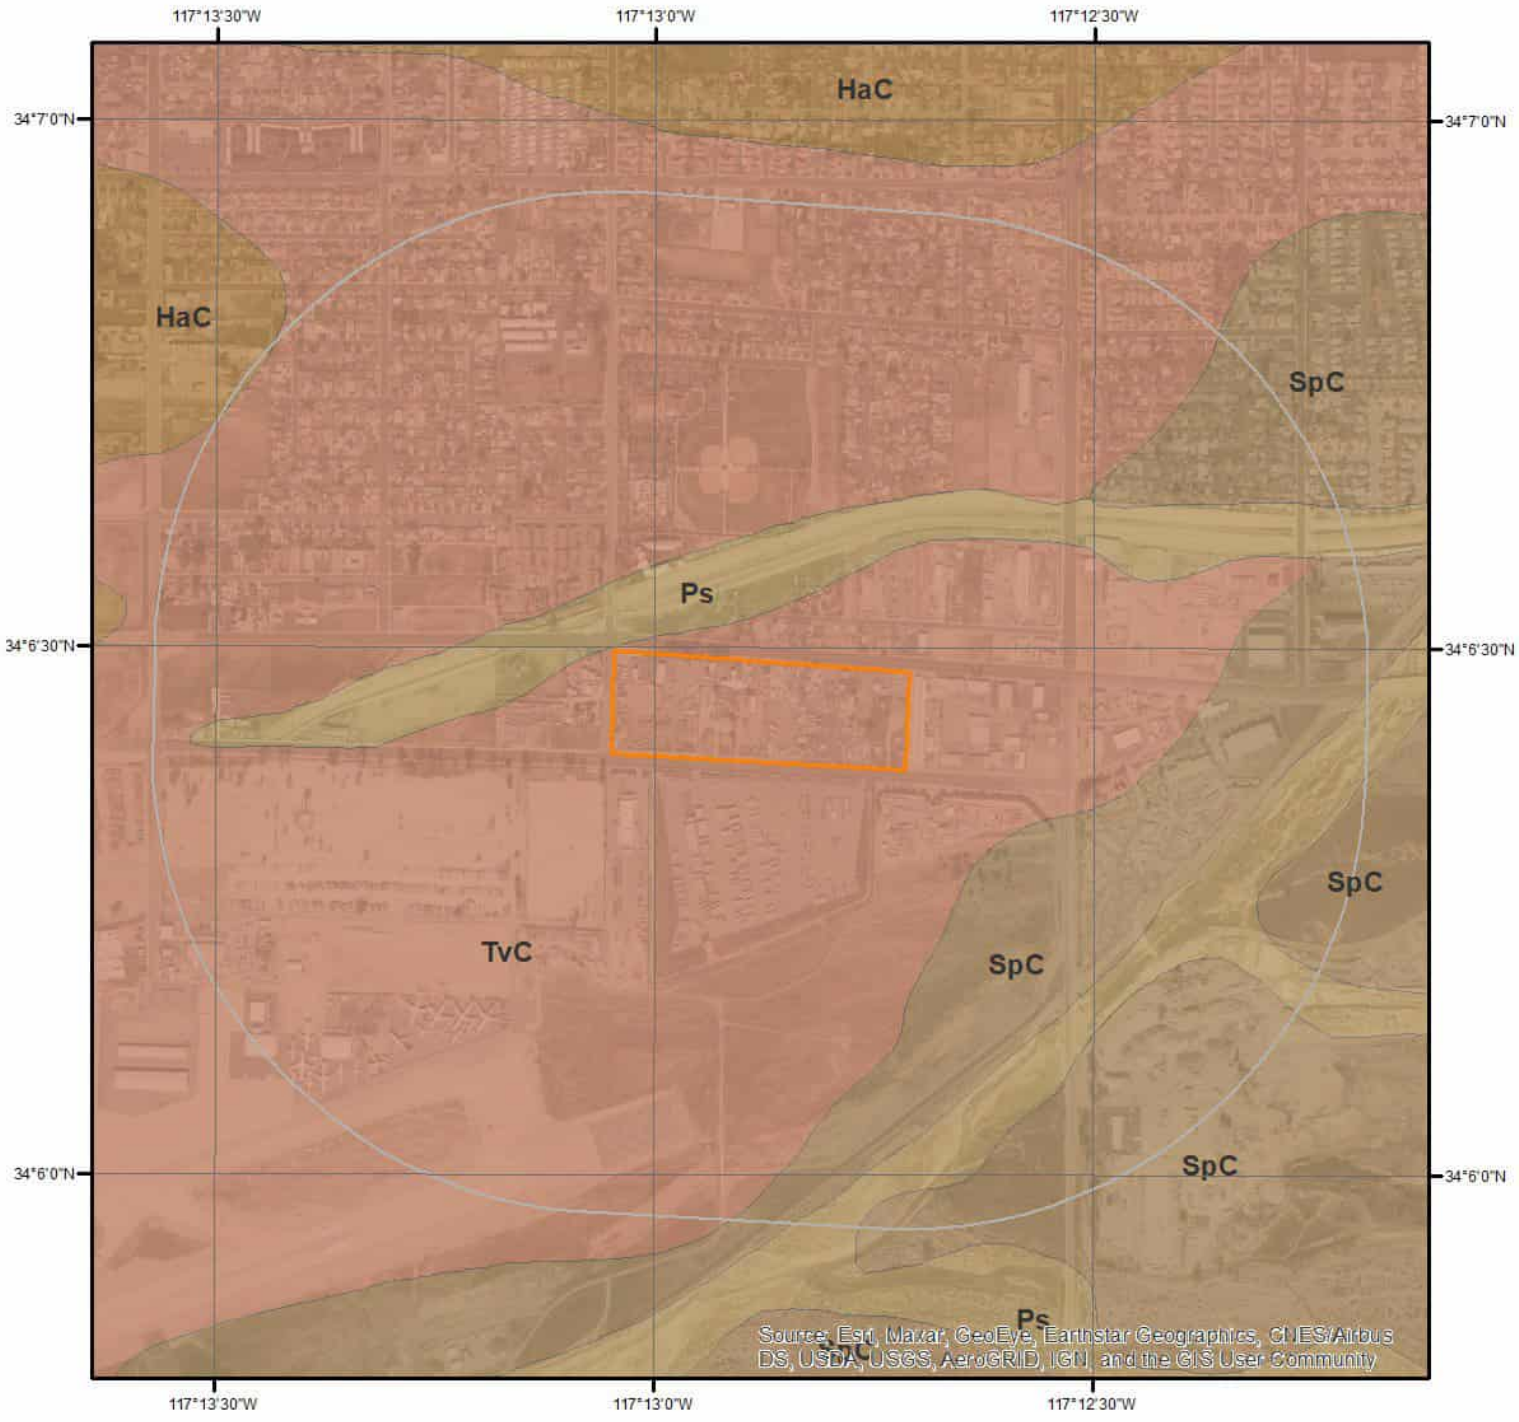 117°13'30"W 117°13'0"W 117°12'30"W
HaC
34°7'0"N 34°7'0"N
HaC
SpC
Ps
34°6'30"N 34°6'30"N
SpC
TvC
SpC
SpC
34°6'0"N 34°6'0"N
Ps
Source: Esri, Maxar, GeoEye, Earthstar Geographics, CNES/Airbus
SpC
DS, USDA, USGS, AeroGRID, IGN, and the GIS User Community
117°13'30"W 117°13'0"W 117°12'30"W